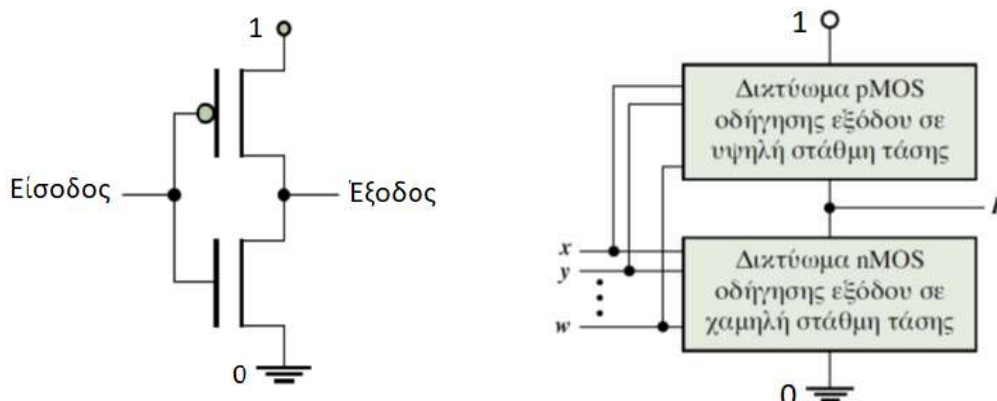 1
Είσοδος
Έξοδος
0
1
Δικτύωμα pMOS
οδήγησης εξόδου σε
υψηλή στάθμη τάσης
x
y
w
Δικτύωμα nMOS
οδήγησης εξόδου σε
χαμηλή στάθμη τάσης
0